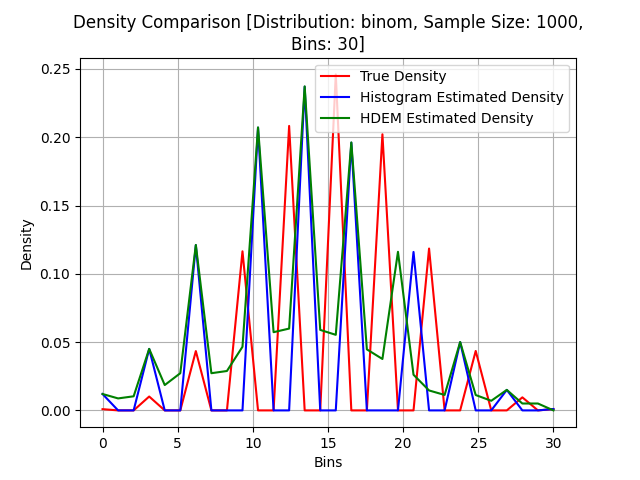 Density Comparison [Distribution: binom, Sample Size: 1000,
Bins: 30]
True Density
Histogram Estimated Density
HDEM Estimated Density
Density
0.25
0.20
0.15
0.10
0.05
0.00
0 5 10 15 20 25 30
Bins